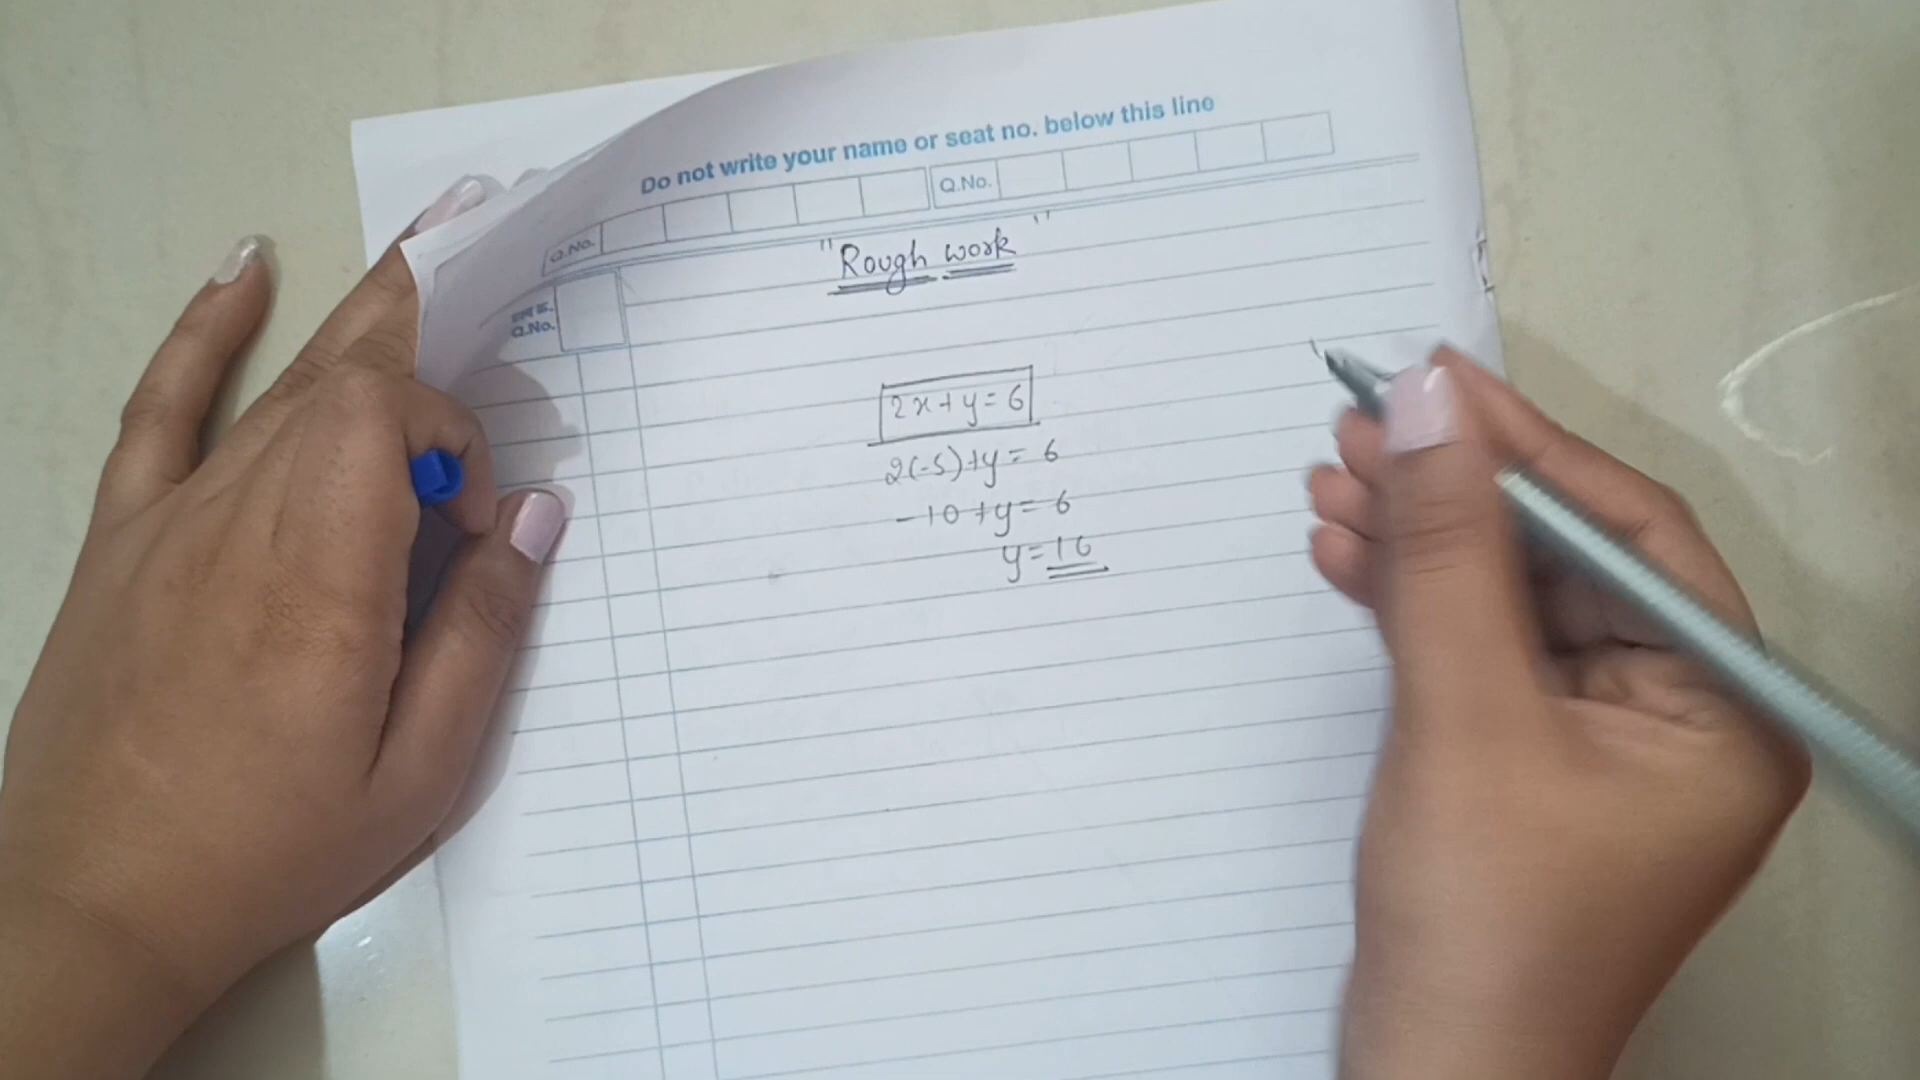 Do not write your name or seat no. below this line
Q.No.
Q.No.
"Rough work"
Q.No.
2x+y=6
2(-5)+y=6
-10+y=6
y=16